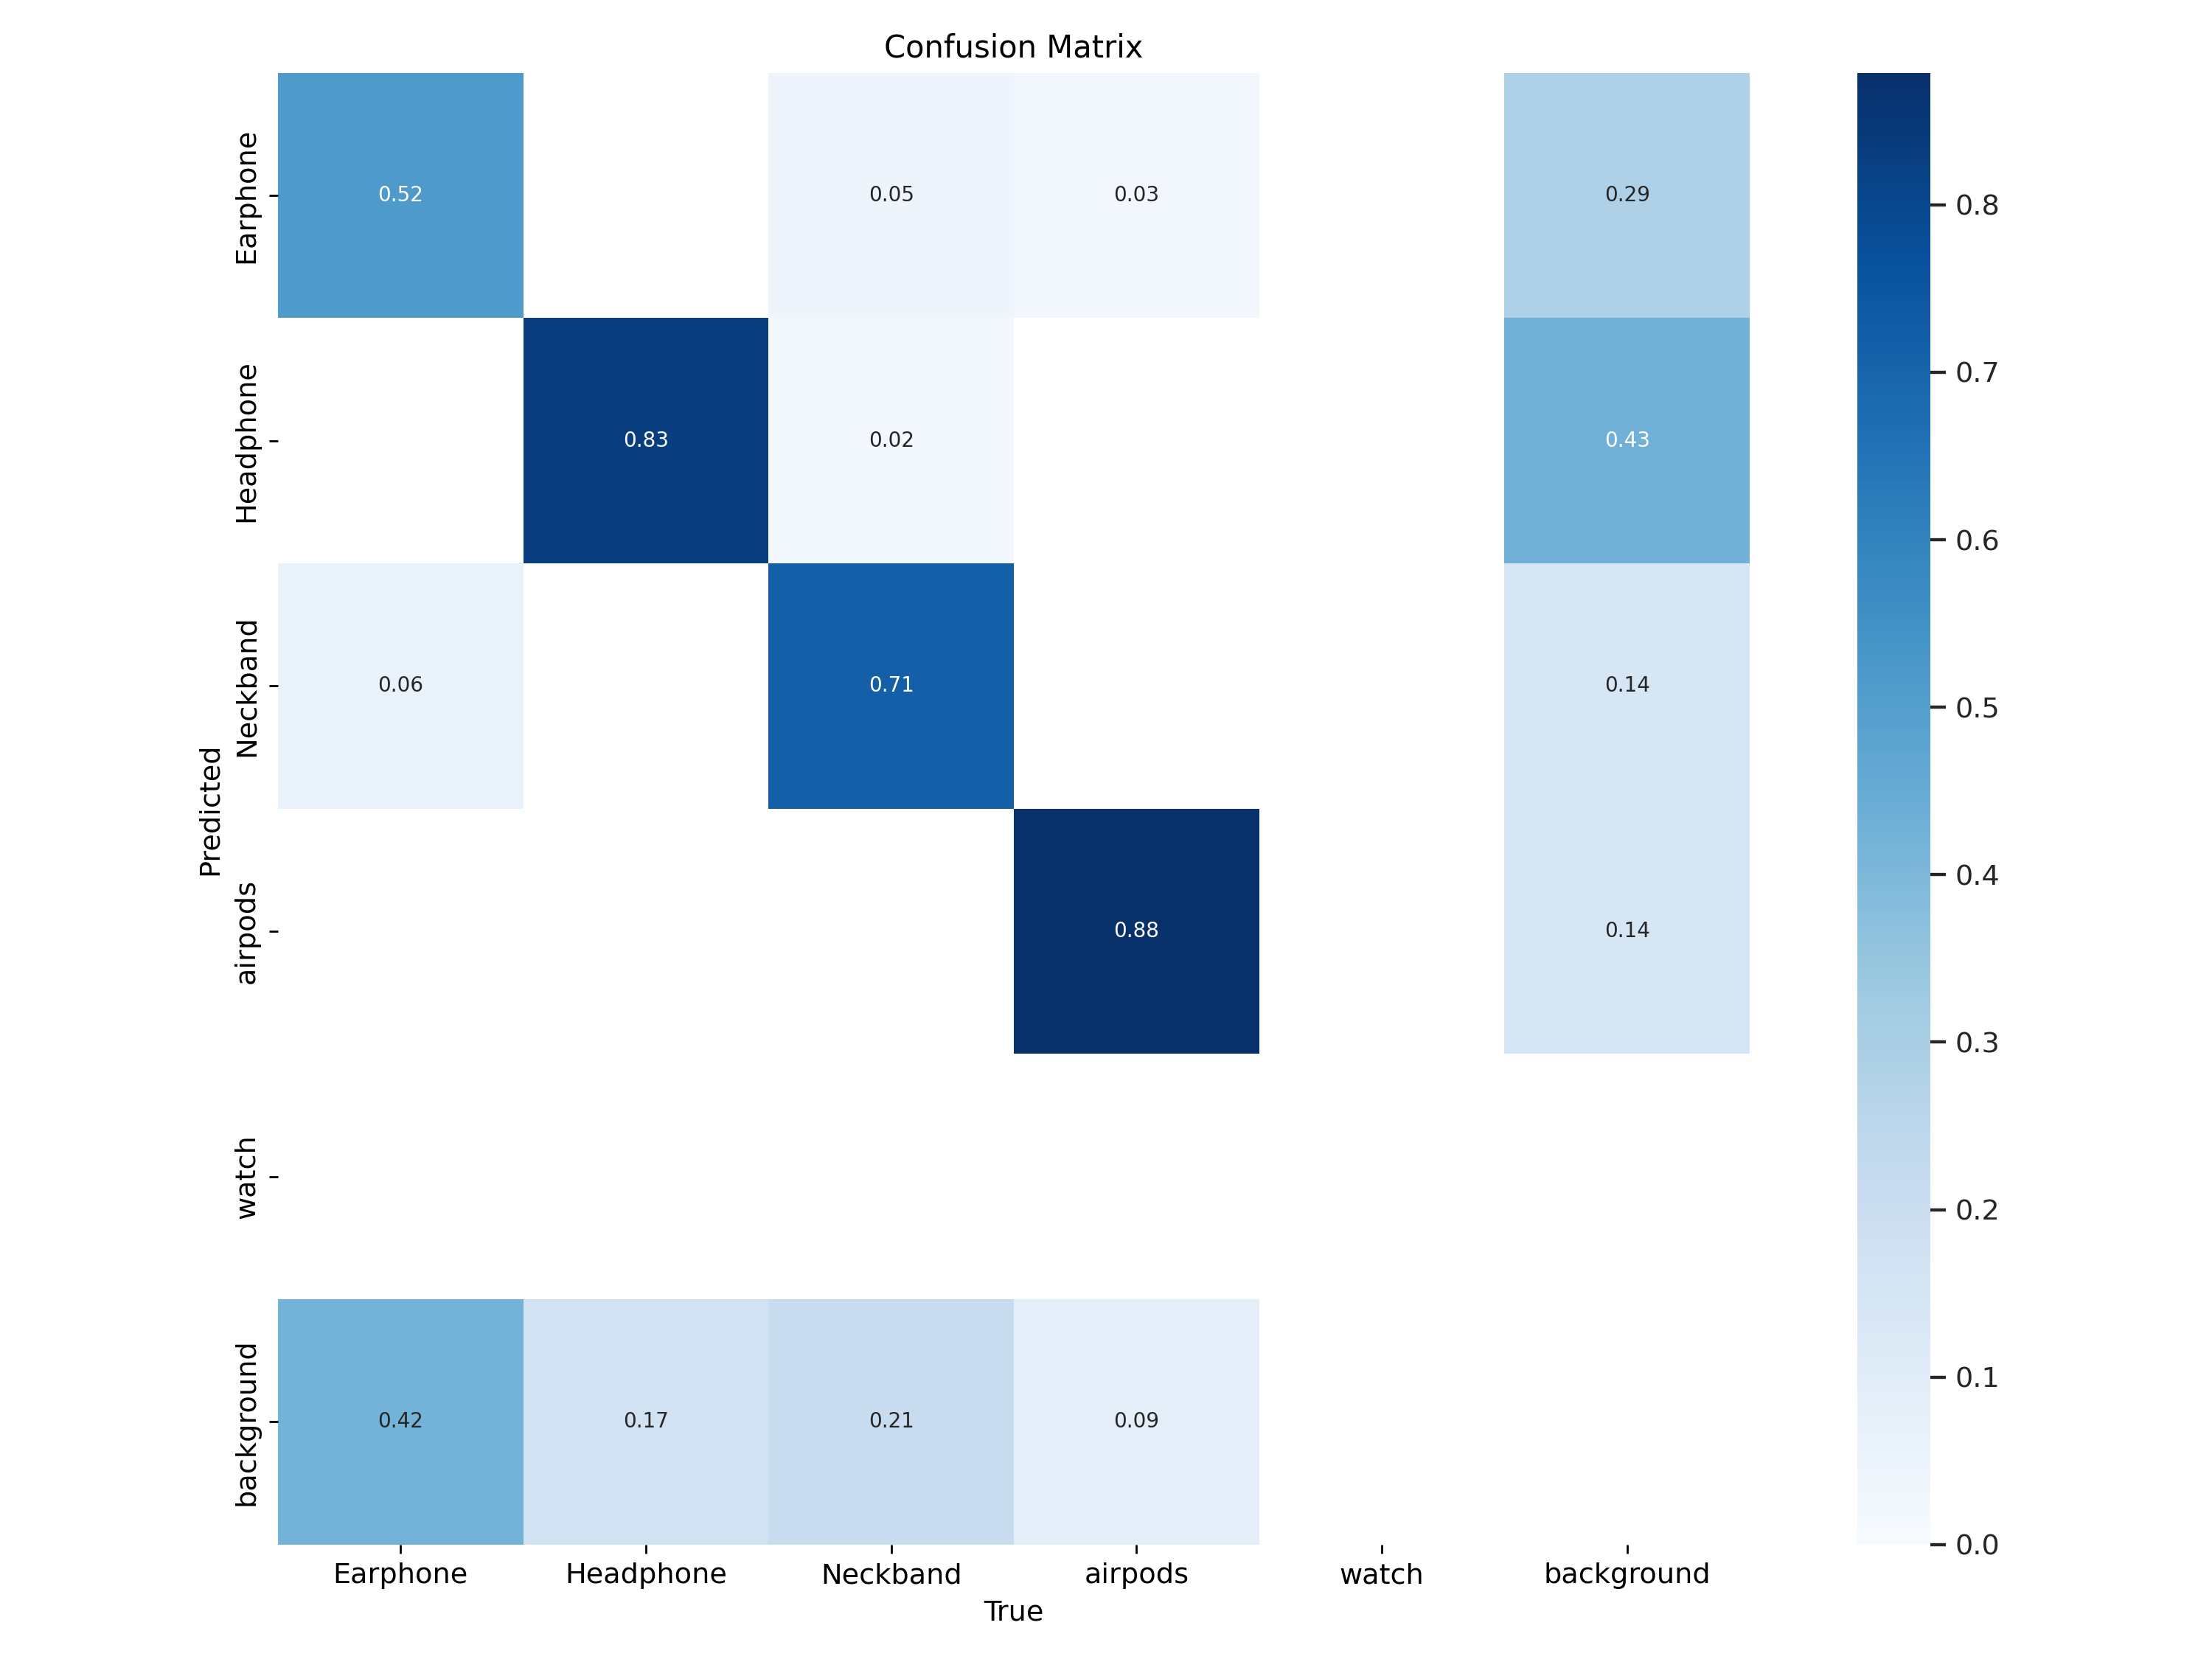 Confusion Matrix
Earphone
0.52
0.05
0.03
0.29
Headphone
0.83
0.02
0.43
Neckband
0.06
0.71
0.14
airpods
0.88
0.14
watch
background
0.42
0.17
0.21
0.09
Predicted
Earphone
Headphone
Neckband
airpods
watch
background
True
0.8
0.7
0.6
0.5
0.4
0.3
0.2
0.1
0.0